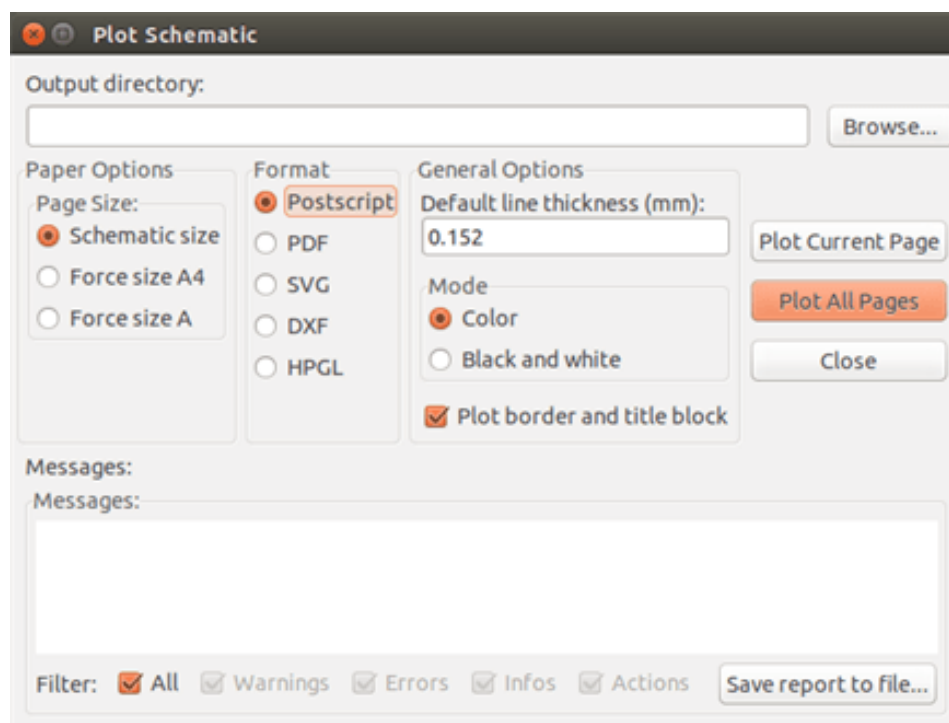 Plot Schematic
Output directory:
Browse...
Paper Options
Page Size:
Schematic size
Force size A4
Force size A
Format
Postscript
PDF
SVG
DXF
HPGL
General Options
Default line thickness (mm):
0.152
Mode
Color
Black and white
Plot border and title block
Plot Current Page
Plot All Pages
Close
Messages:
Messages:
Filter: All Warnings Errors Infos Actions Save report to file...